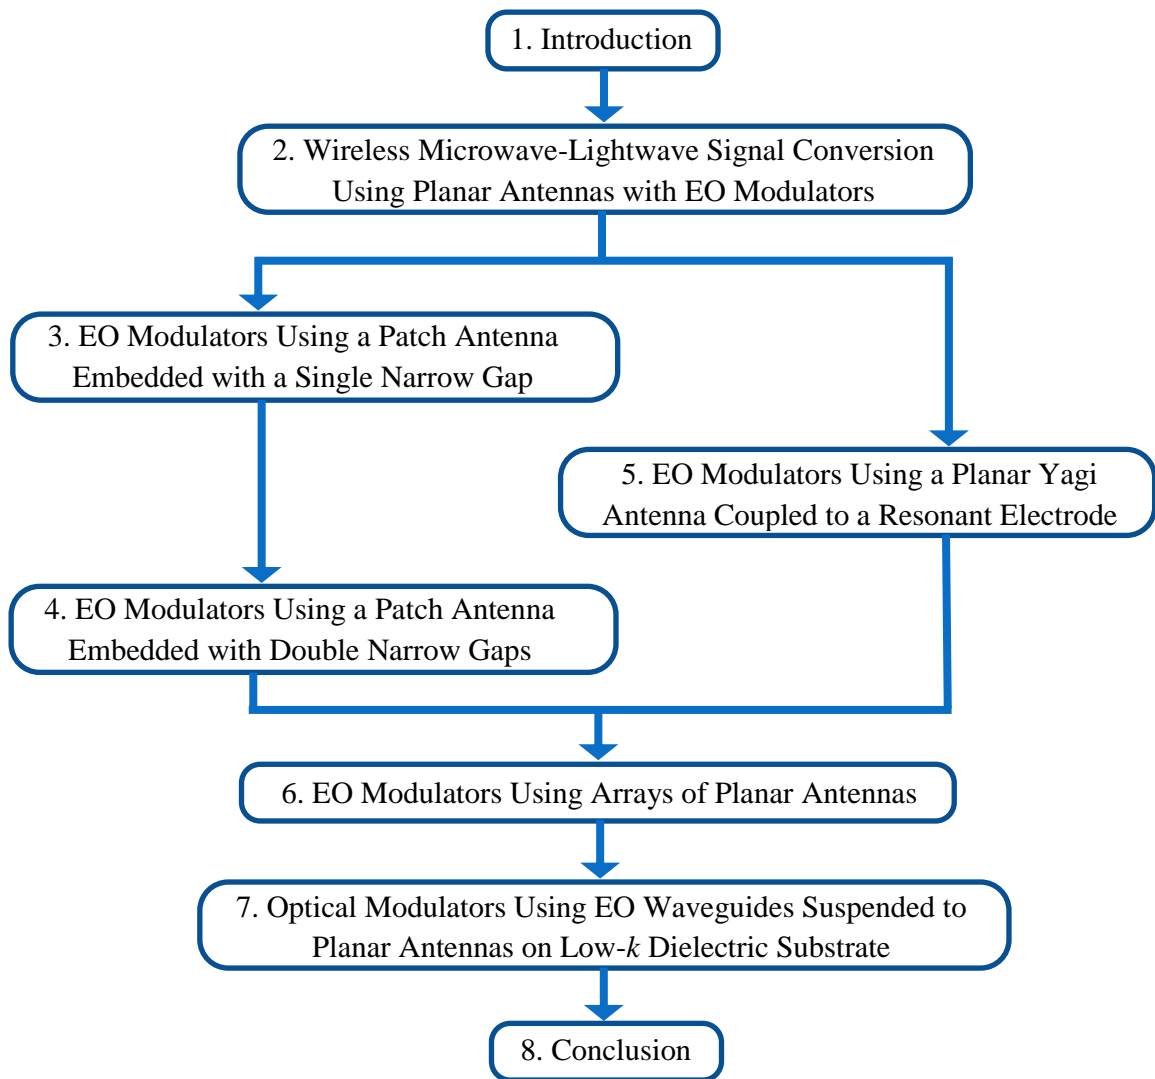 1. Introduction
2. Wireless Microwave-Lightwave Signal Conversion
Using Planar Antennas with EO Modulators
3. EO Modulators Using a Patch Antenna
Embedded with a Single Narrow Gap
5. EO Modulators Using a Planar Yagi
Antenna Coupled to a Resonant Electrode
4. EO Modulators Using a Patch Antenna
Embedded with Double Narrow Gaps
6. EO Modulators Using Arrays of Planar Antennas
7. Optical Modulators Using EO Waveguides Suspended to
Planar Antennas on Low-k Dielectric Substrate
8. Conclusion